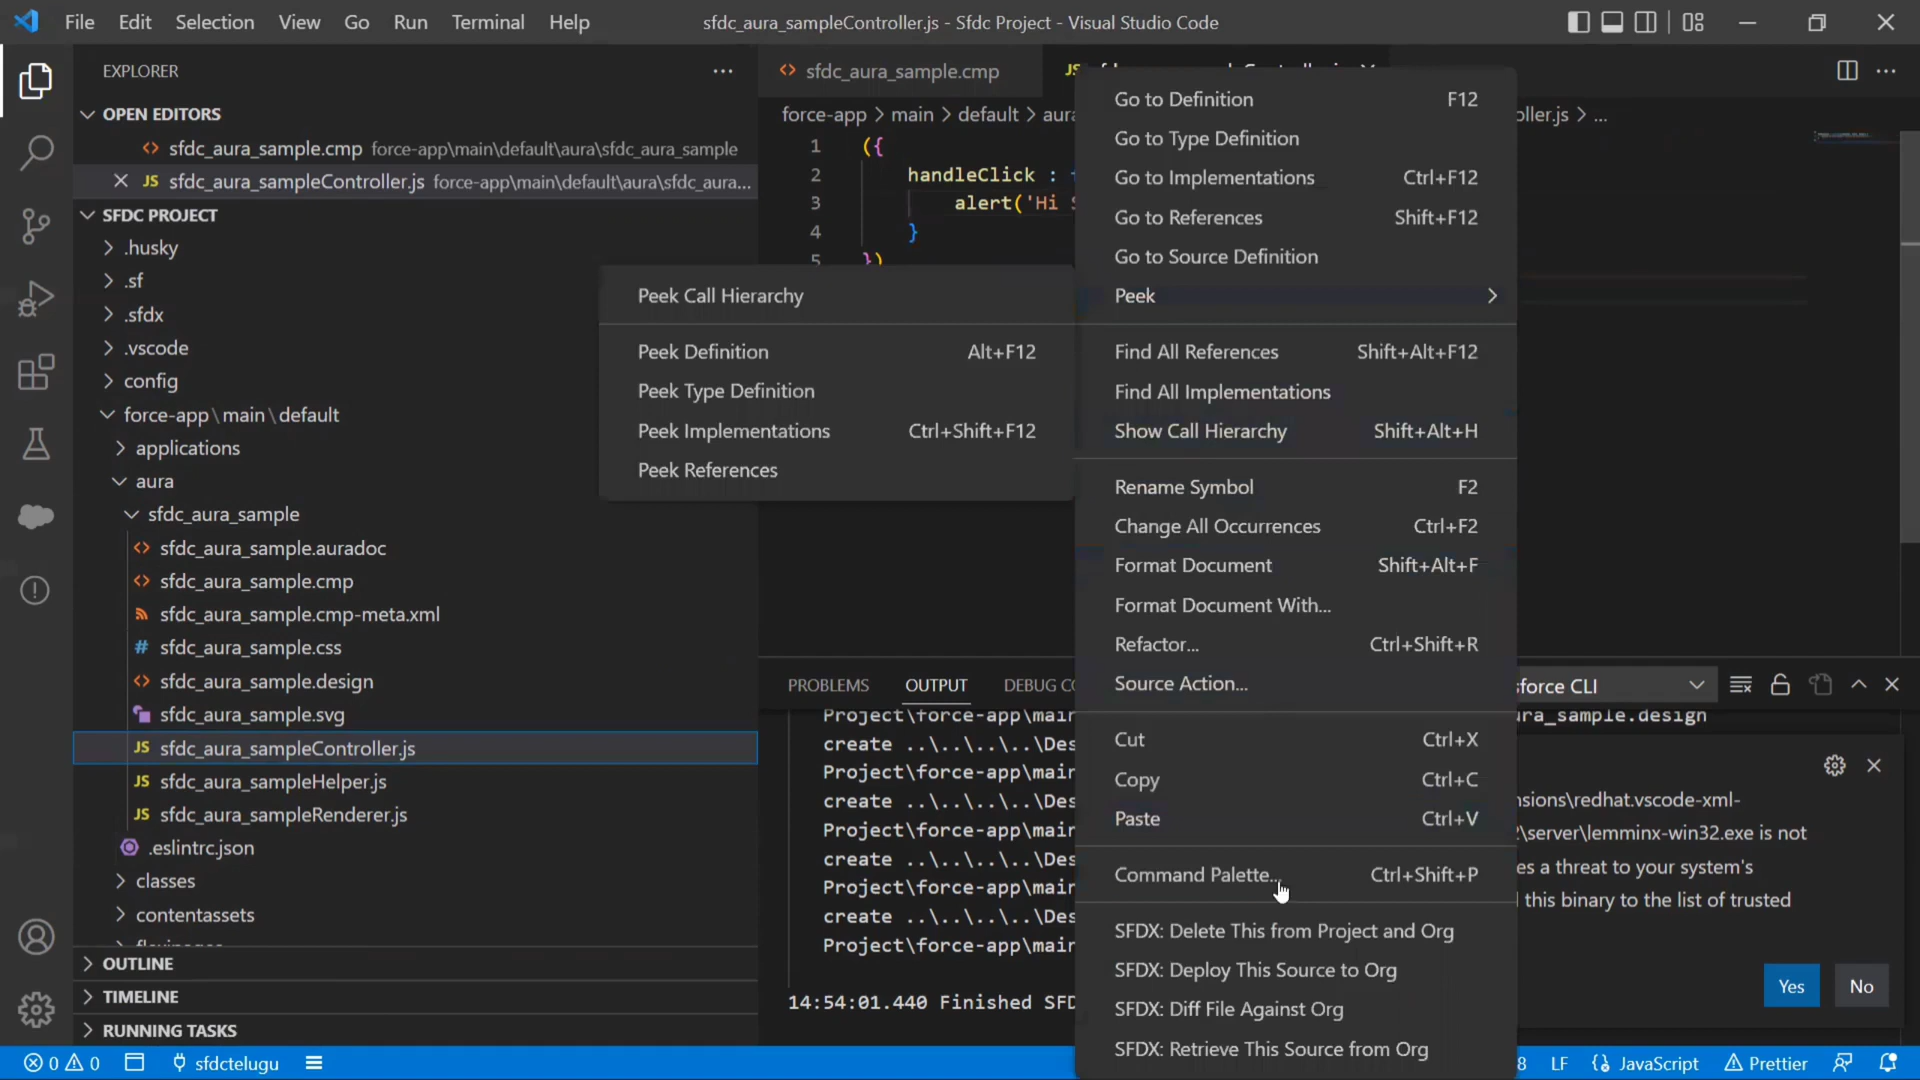 File Edit Selection View Go Run Terminal Help
sfdc_aura_sampleController.js - Sfdc Project - Visual Studio Code
EXPLORER
OPEN EDITORS
sfdc_aura_sample.cmp force-app\main\default\aura\sfdc_aura_sample
JS sfdc_aura_sampleController.js force-app\main\default\aura\sfdc_aura...
SFDC PROJECT
.husky
.sf
.sfdx
.vscode
config
force-app\main\default
applications
aura
sfdc_aura_sample
sfdc_aura_sample.auradoc
sfdc_aura_sample.cmp
sfdc_aura_sample.cmp-meta.xml
# sfdc_aura_sample.css
sfdc_aura_sample.design
sfdc_aura_sample.svg
JS sfdc_aura_sampleController.js
JS sfdc_aura_sampleHelper.js
JS sfdc_aura_sampleRenderer.js
.eslintrc.json
classes
contentassets
OUTLINE
TIMELINE
RUNNING TASKS
sfdc_aura_sample.cmp
JS
force-app > main > default > aura
oller.js > ...
1 ({
2 handleClick :
3 alert('Hi
4 }
5 })
Peek Call Hierarchy
Peek Definition Alt+F12
Peek Type Definition
Peek Implementations Ctrl+Shift+F12
Peek References
Go to Definition F12
Go to Type Definition
Go to Implementations Ctrl+F12
Go to References Shift+F12
Go to Source Definition
Peek
Find All References Shift+Alt+F12
Find All Implementations
Show Call Hierarchy Shift+Alt+H
Rename Symbol F2
Change All Occurrences Ctrl+F2
Format Document Shift+Alt+F
Format Document With...
Refactor... Ctrl+Shift+R
Source Action...
Cut Ctrl+X
Copy Ctrl+C
Paste Ctrl+V
Command Palette... Ctrl+Shift+P
SFDX: Delete This from Project and Org
SFDX: Deploy This Source to Org
SFDX: Diff File Against Org
SFDX: Retrieve This Source from Org
PROBLEMS OUTPUT DEBUG CO
sforce CLI
Project\force-app\main
ura_sample.design
create ..\..\..\..\Des
Project\force-app\main
create ..\..\..\..\Des
Project\force-app\main
create ..\..\..\..\Des
Project\force-app\main
create ..\..\..\..\Des
Project\force-app\main
14:54:01.440 Finished SFD
nsions\redhat.vscode-xml-
\server\lemminx-win32.exe is not
es a threat to your system's
this binary to the list of trusted
Yes No
0 0 sfdctelugu
8 LF JavaScript Prettier